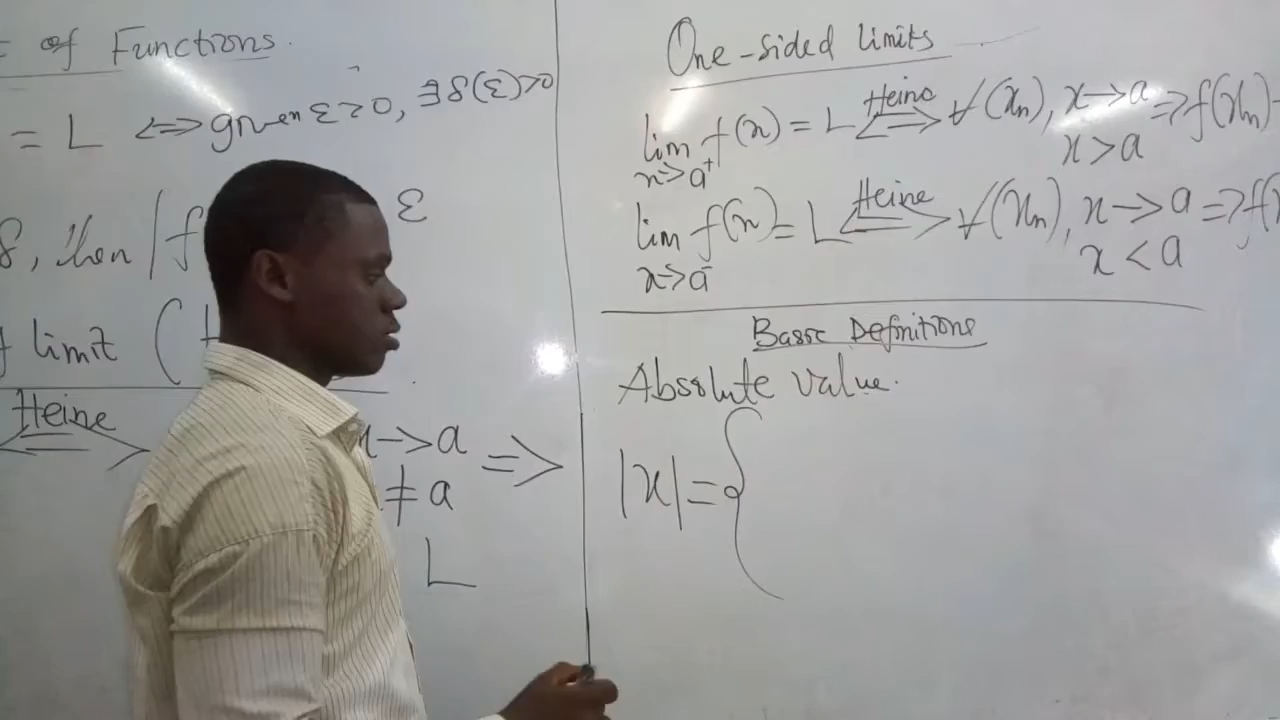 of Functions.
= L <=> given ε>0, ∃δ(ε)>0
δ, then |f ε
limit (
Heine
<=> x->a =>
≠ a
L
One-sided limits
lim f(x) = L <=> Heine ∀(xn), x->a => f(xn)
x->a⁺ x>a
lim f(x) = L <=> Heine ∀(xn), x->a => f(x
x->a⁻ x<a
Basic Definitions
Absolute value.
|x| = {